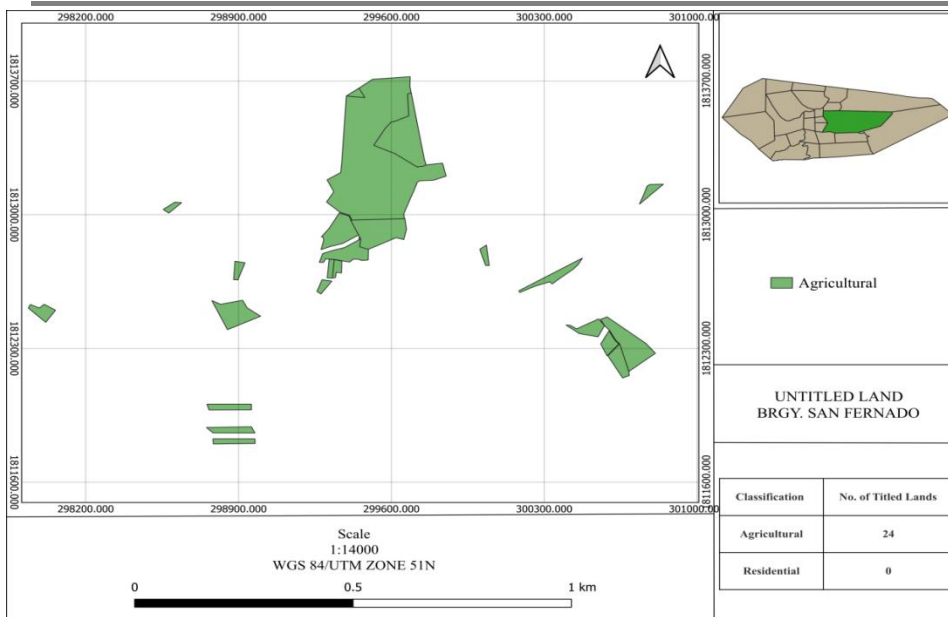 298200.000 298900.000 299600.000 300300.000 301000.000
1813700.000 1813700.000
1813000.000 1813000.000
1812300.000 1812300.000
1811600.000 1811600.000
298200.000 298900.000 299600.000 300300.000 301000.000
Agricultural
UNTITLED LAND
BRGY. SAN FERNADO
Classification No. of Titled Lands
Agricultural 24
Residential 0
Scale
1:14000
WGS 84/UTM ZONE 51N
0 0.5 1 km